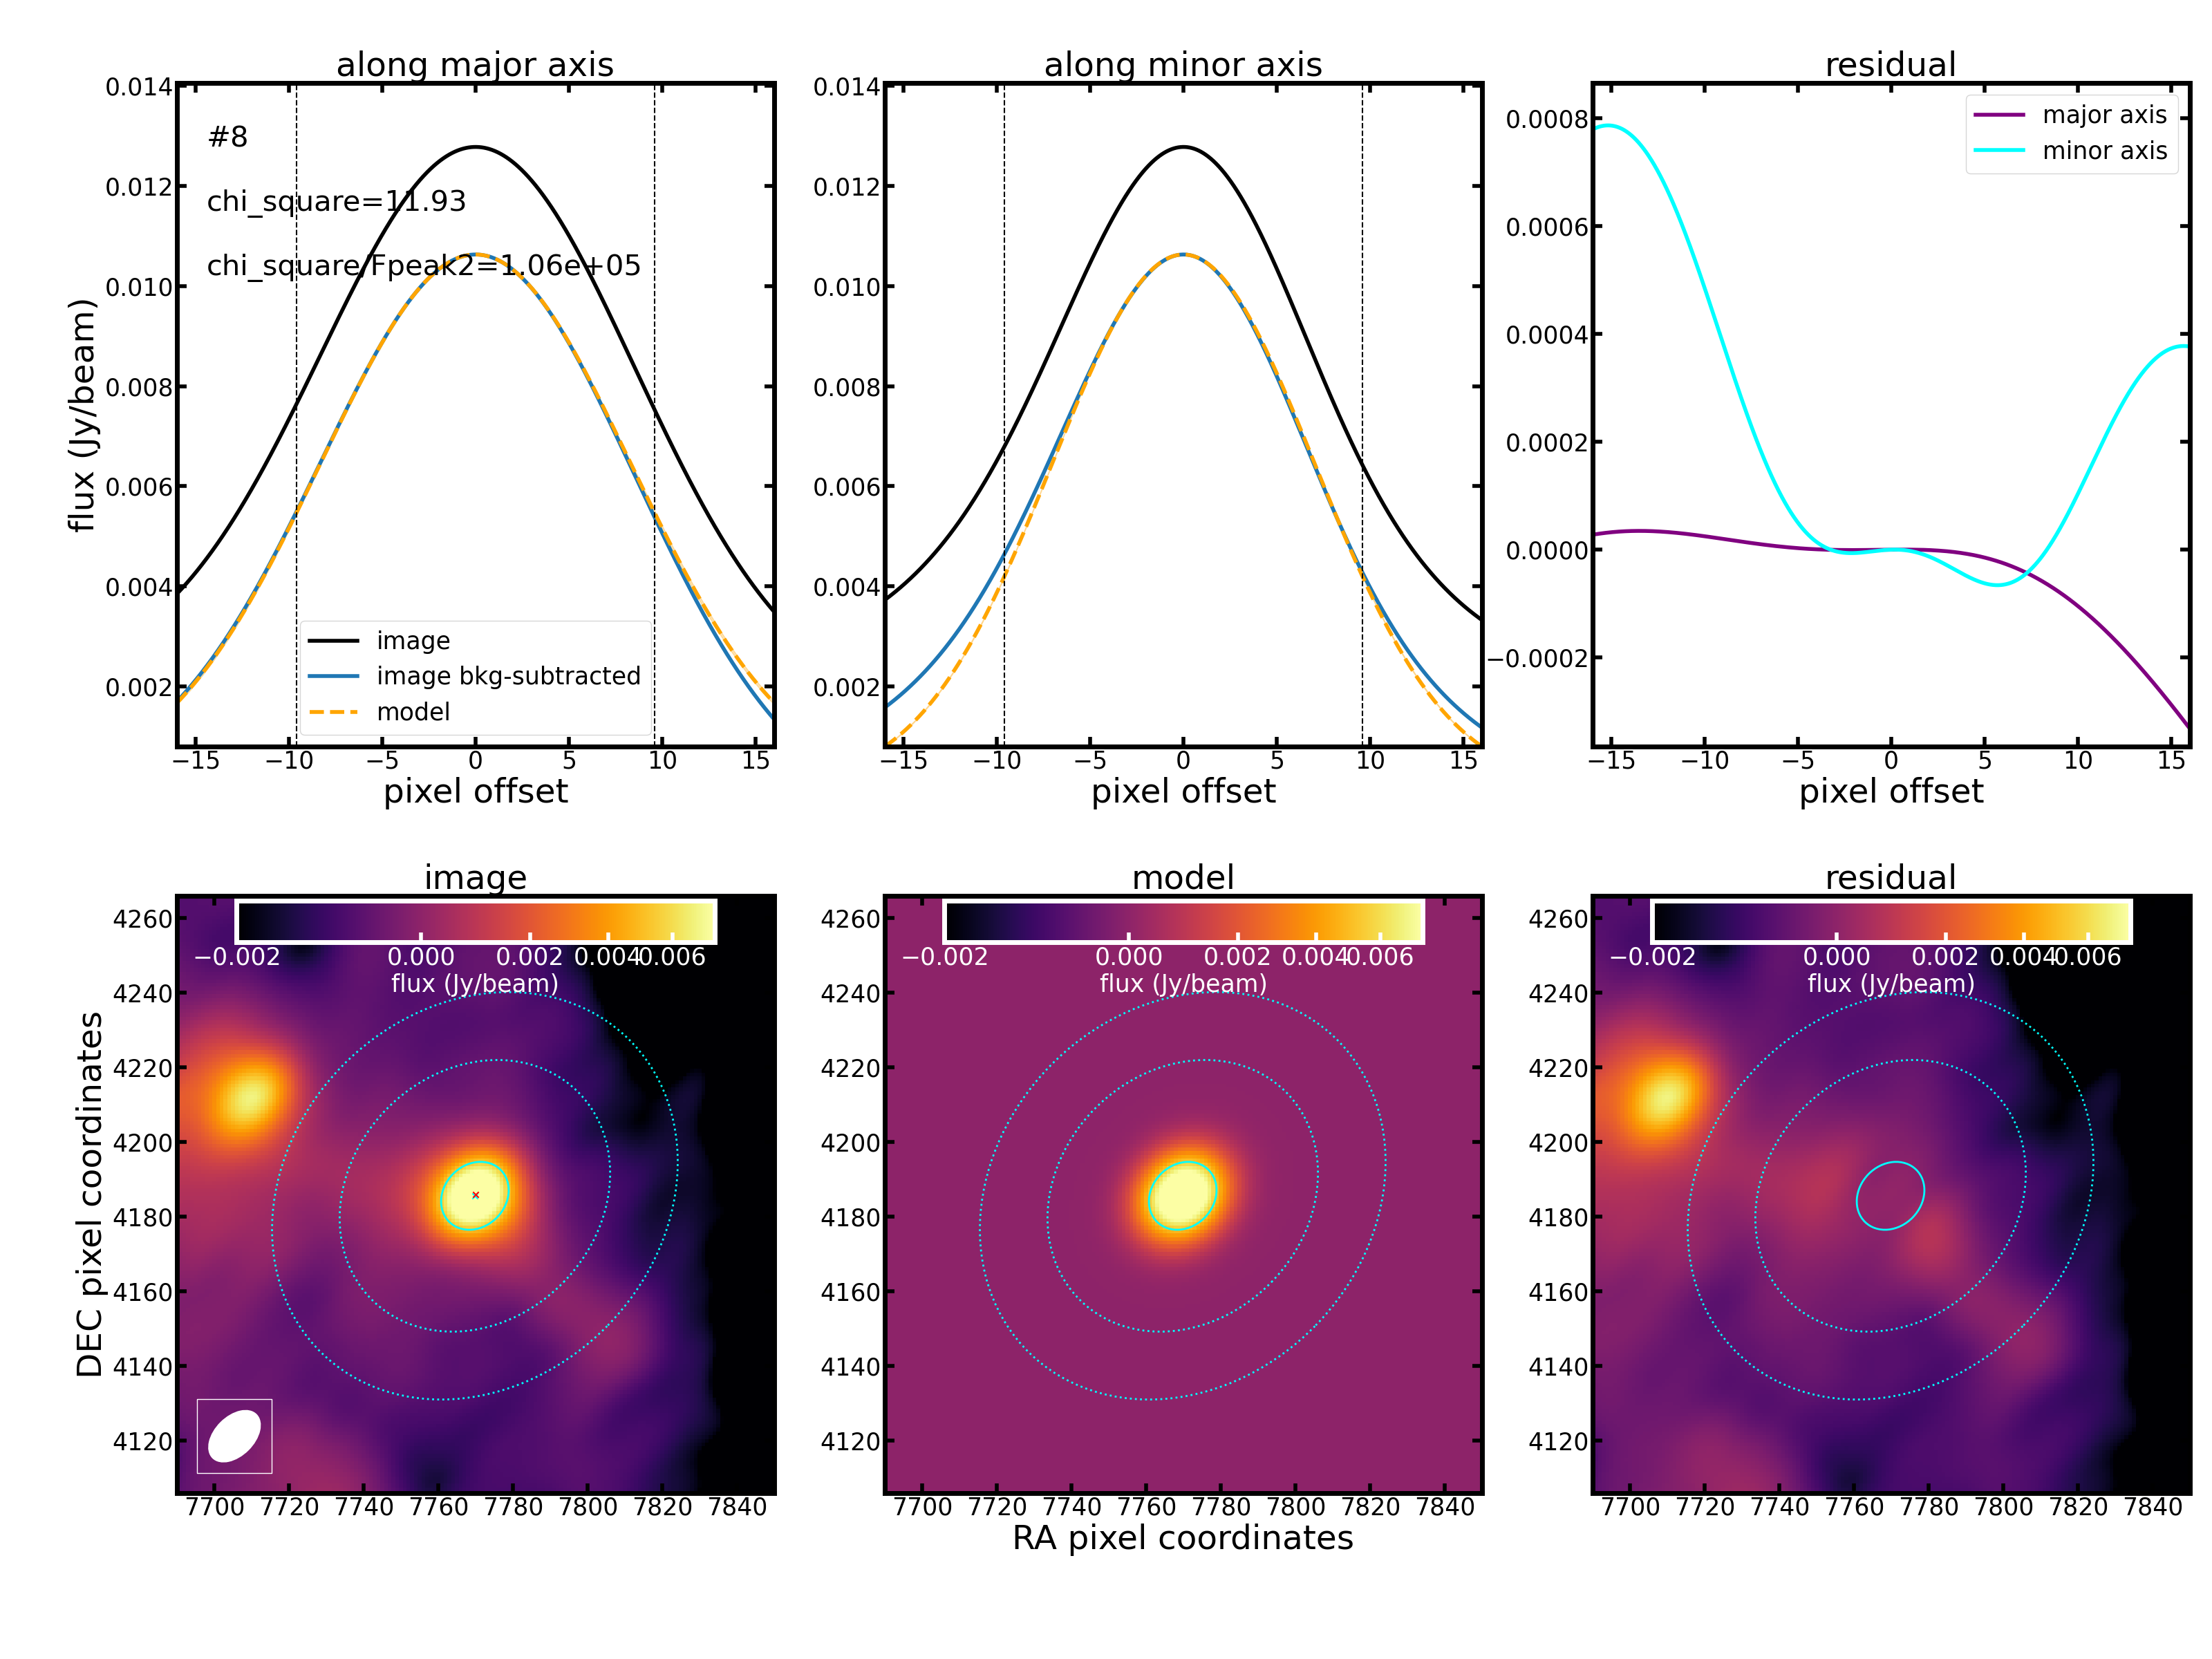 along major axis
along minor axis
residual
0.014
0.012
0.010
0.008
0.006
0.004
0.002
flux (Jy/beam)
#8
chi_square=11.93
chi_square/Fpeak2=1.06e+05
image
image bkg-subtracted
model
−15 −10 −5 0 5 10 15
pixel offset
0.014
0.012
0.010
0.008
0.006
0.004
0.002
−15 −10 −5 0 5 10 15
pixel offset
major axis
minor axis
0.0008
0.0006
0.0004
0.0002
0.0000
−0.0002
−15 −10 −5 0 5 10 15
pixel offset
image
model
residual
−0.002 0.000 0.002 0.004 0.006
flux (Jy/beam)
4260
4240
4220
4200
4180
4160
4140
4120
DEC pixel coordinates
7700 7720 7740 7760 7780 7800 7820 7840
−0.002 0.000 0.002 0.004 0.006
flux (Jy/beam)
4260
4240
4220
4200
4180
4160
4140
4120
7700 7720 7740 7760 7780 7800 7820 7840
RA pixel coordinates
−0.002 0.000 0.002 0.004 0.006
flux (Jy/beam)
4260
4240
4220
4200
4180
4160
4140
4120
7700 7720 7740 7760 7780 7800 7820 7840